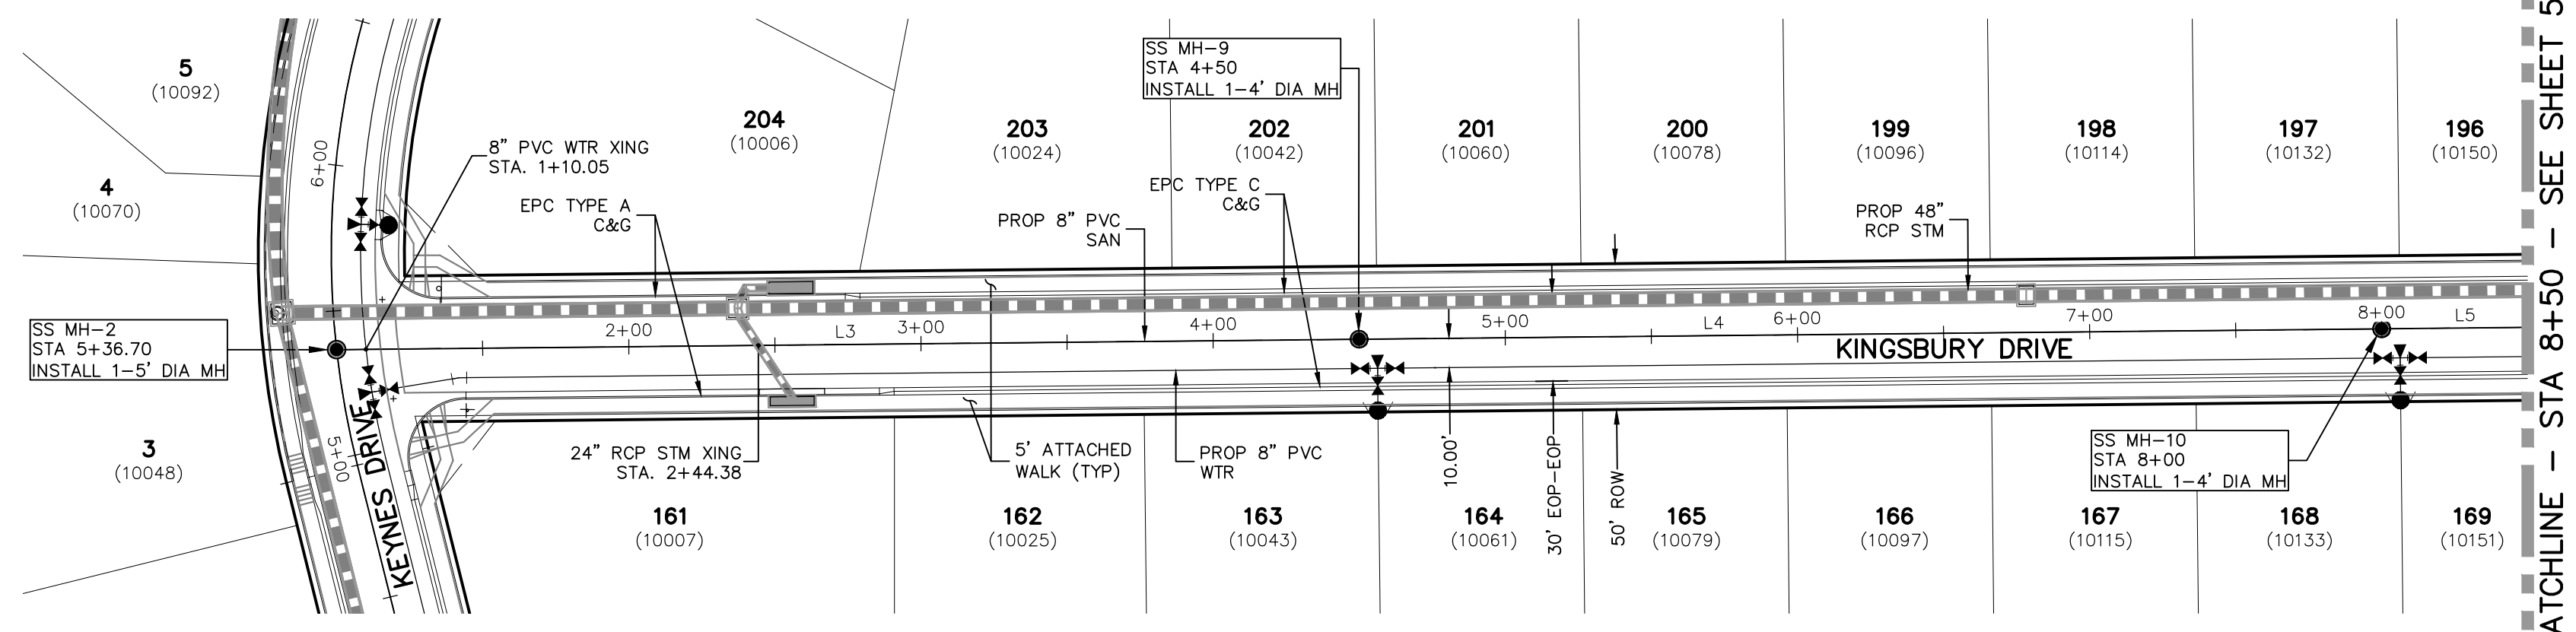 5
(10092)
4
(10070)
3
(10048)
6+00
5+00
KEYNES DRIVE
SS MH-2
STA 5+36.70
INSTALL 1-5' DIA MH
8" PVC WTR XING
STA. 1+10.05
EPC TYPE A
C&G
204
(10006)
203
(10024)
202
(10042)
201
(10060)
200
(10078)
199
(10096)
198
(10114)
197
(10132)
196
(10150)
SS MH-9
STA 4+50
INSTALL 1-4' DIA MH
EPC TYPE C
C&G
PROP 8" PVC
SAN
PROP 48"
RCP STM
2+00
L3
3+00
4+00
5+00
L4
6+00
7+00
8+00
L5
KINGSBURY DRIVE
24" RCP STM XING
STA. 2+44.38
5' ATTACHED
WALK (TYP)
PROP 8" PVC
WTR
10.00'
30' EOP-EOP
50' ROW
SS MH-10
STA 8+00
INSTALL 1-4' DIA MH
161
(10007)
162
(10025)
163
(10043)
164
(10061)
165
(10079)
166
(10097)
167
(10115)
168
(10133)
169
(10151)
ATCHLINE - STA 8+50 - SEE SHEET 5